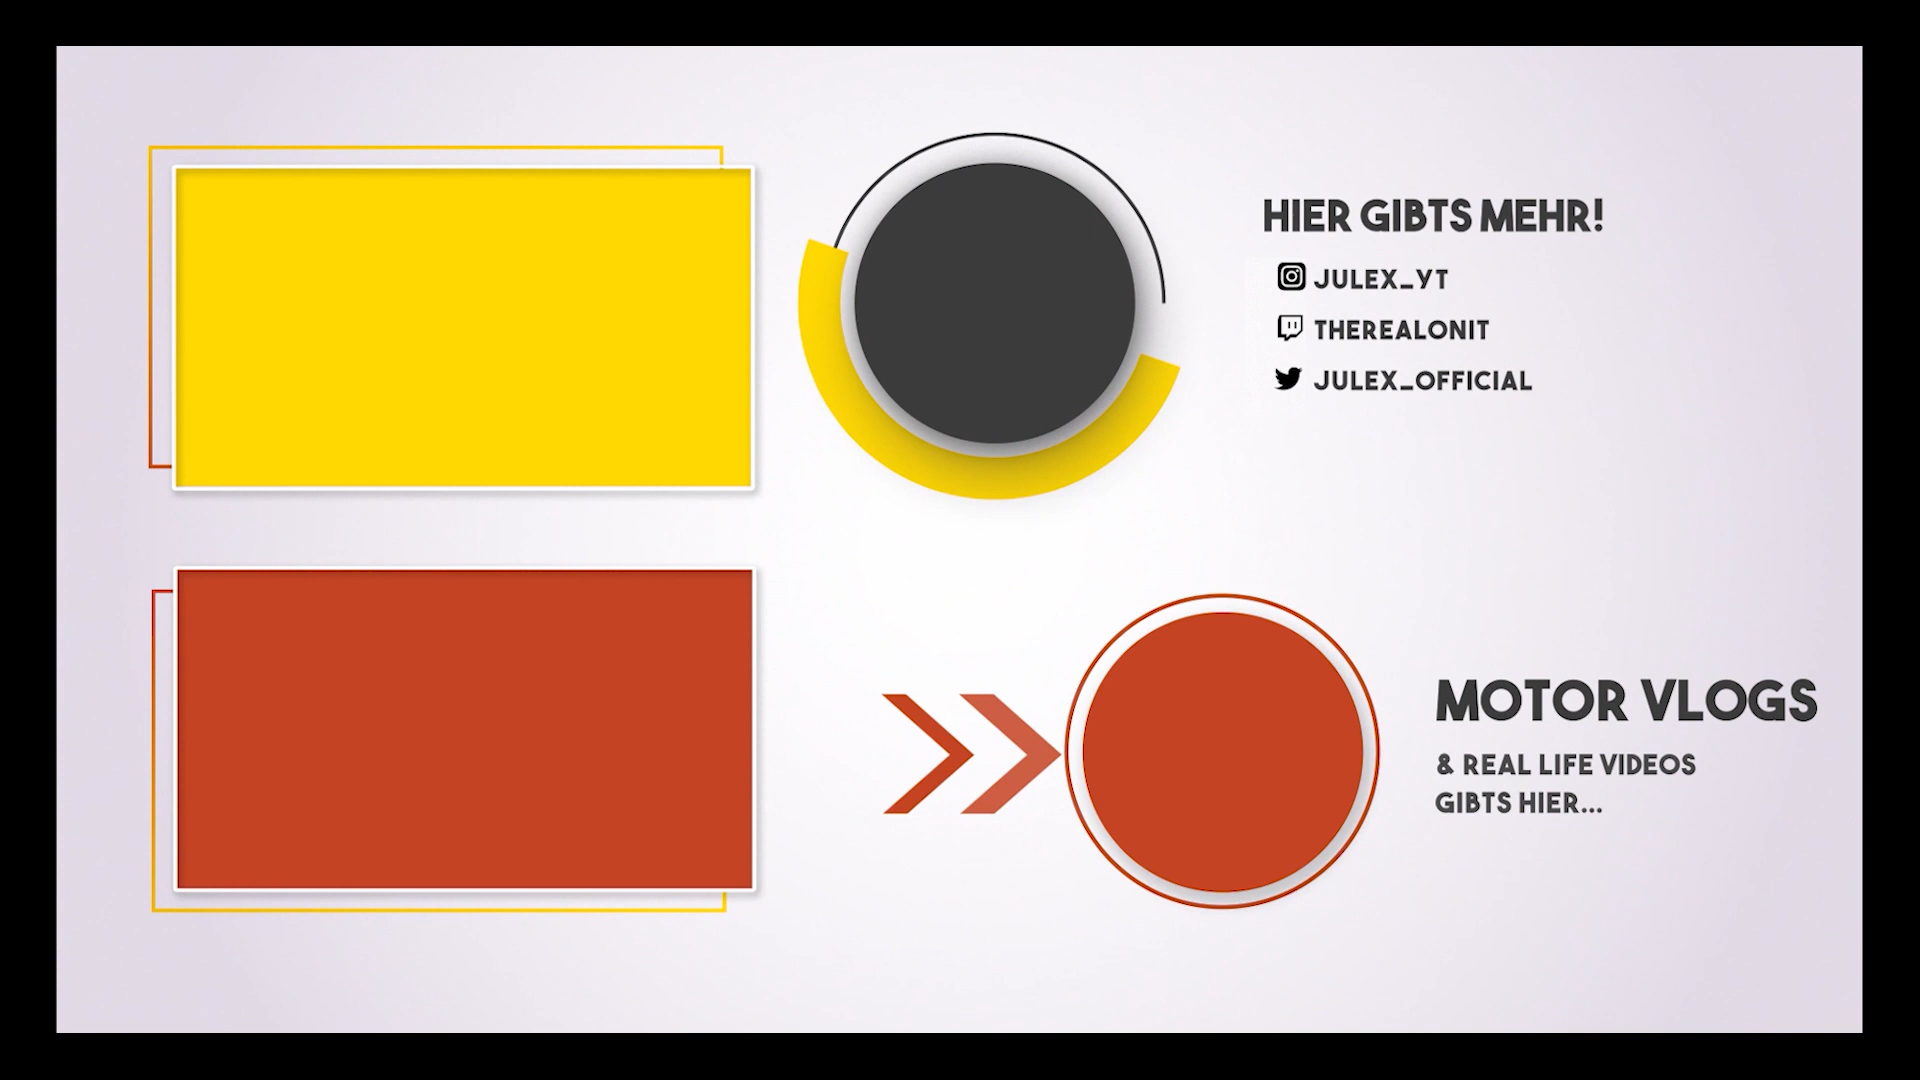 HIER GIBTS MEHR!
JULEX_YT
THEREALONIT
JULEX_OFFICIAL
MOTOR VLOGS
& REAL LIFE VIDEOS
GIBTS HIER...